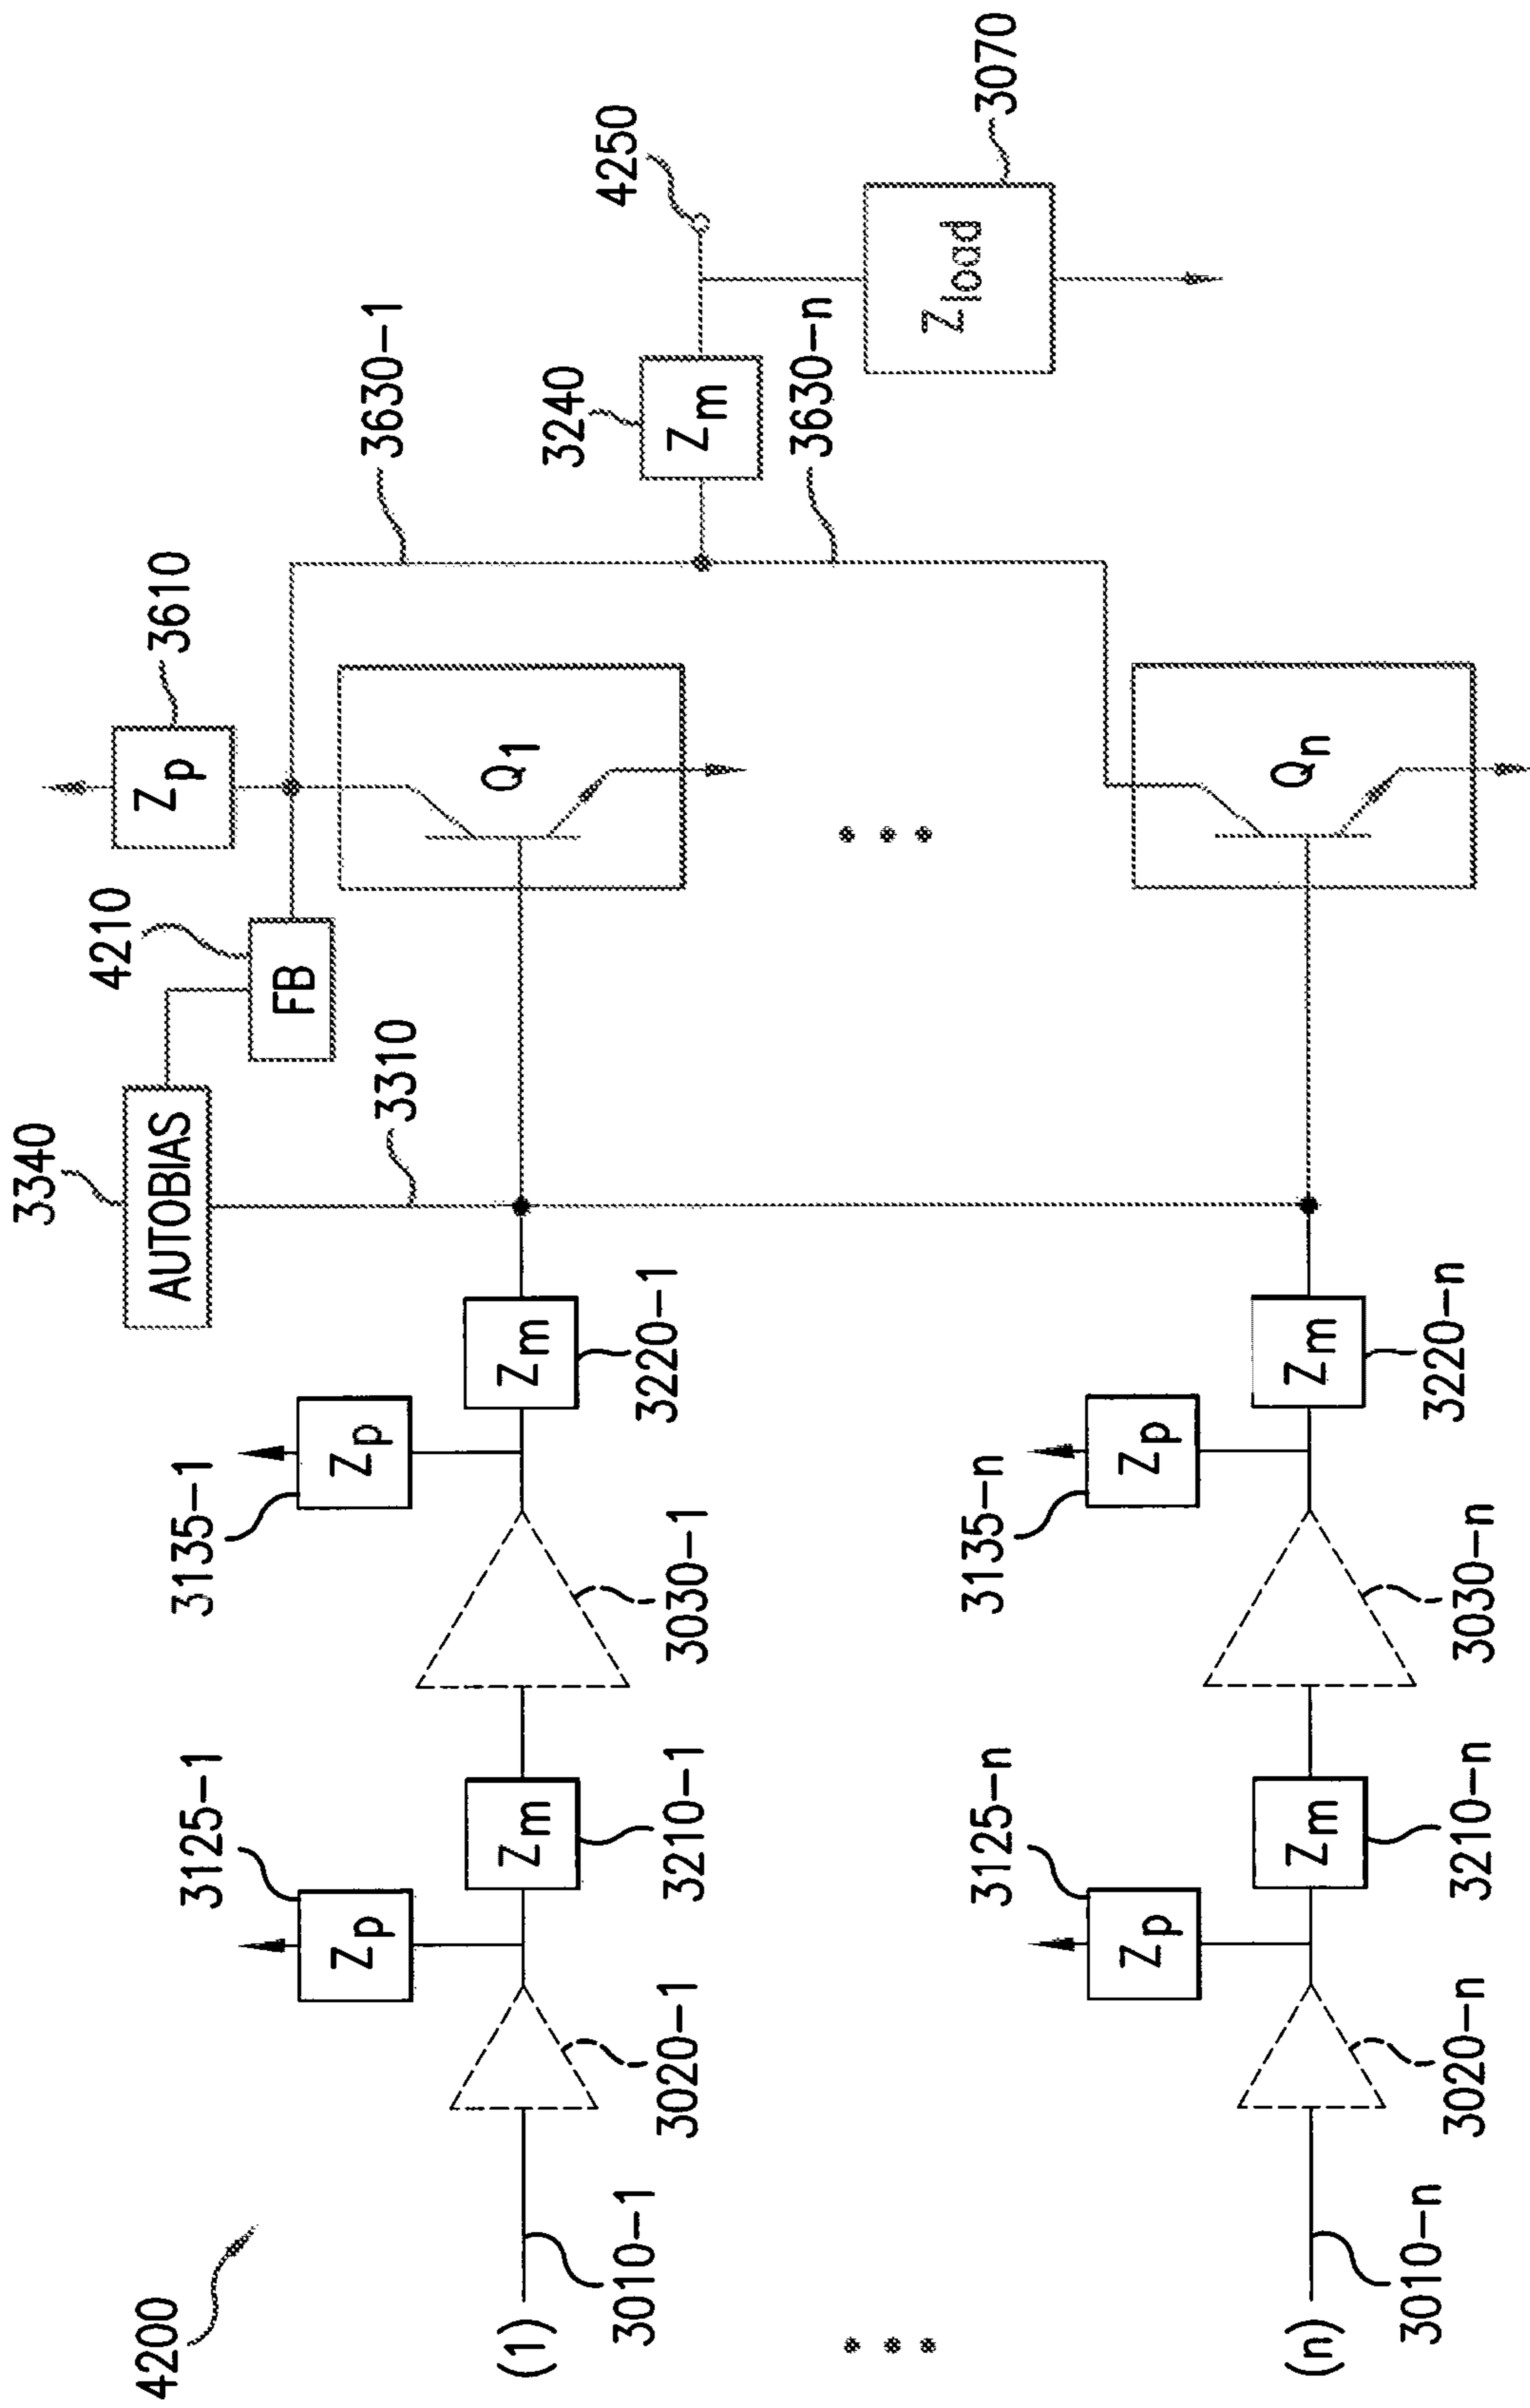 4200
3340
AUTOBIAS
4210
FB
3610
Zp
3310
3630-1
4250
3240
Zm
3630-n
3070
Zload
Q1
3125-1
Zp
3135-1
Zp
(1)
3010-1
3020-1
Zm
3210-1
3030-1
Zm
3220-1
Qn
3125-n
Zp
3135-n
Zp
(n)
3010-n
3020-n
Zm
3210-n
3030-n
Zm
3220-n